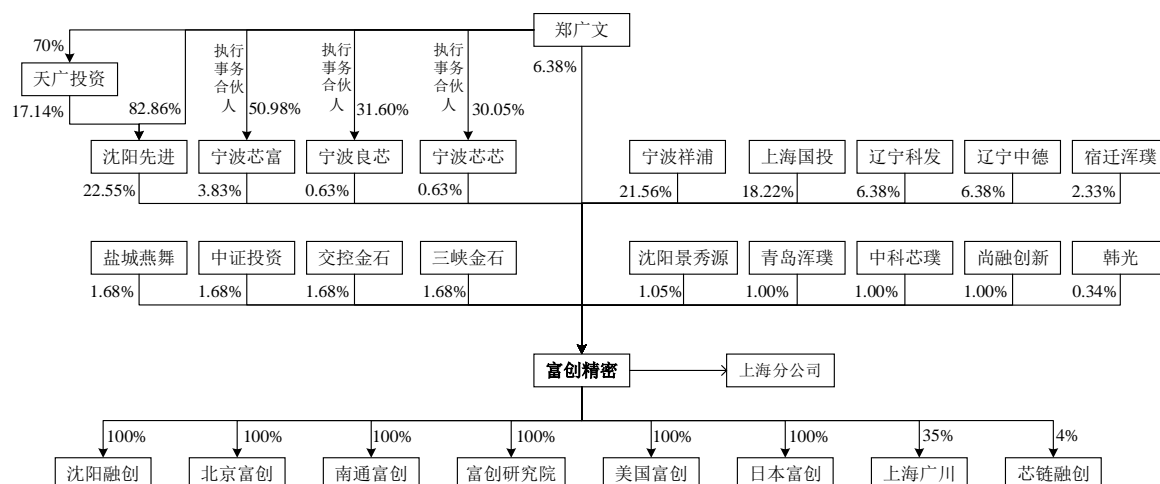 郑广文
70%
执行事务合伙人
执行事务合伙人
执行事务合伙人
6.38%
天广投资
17.14%
82.86%
50.98%
31.60%
30.05%
沈阳先进
宁波芯富
宁波良芯
宁波芯芯
宁波祥浦
上海国投
辽宁科发
辽宁中德
宿迁浑璞
22.55%
3.83%
0.63%
0.63%
21.56%
18.22%
6.38%
6.38%
2.33%
盐城燕舞
中证投资
交控金石
三峡金石
沈阳景秀源
青岛浑璞
中科芯璞
尚融创新
韩光
1.68%
1.68%
1.68%
1.68%
1.05%
1.00%
1.00%
1.00%
0.34%
富创精密
上海分公司
100%
100%
100%
100%
100%
100%
35%
4%
沈阳融创
北京富创
南通富创
富创研究院
美国富创
日本富创
上海广川
芯链融创